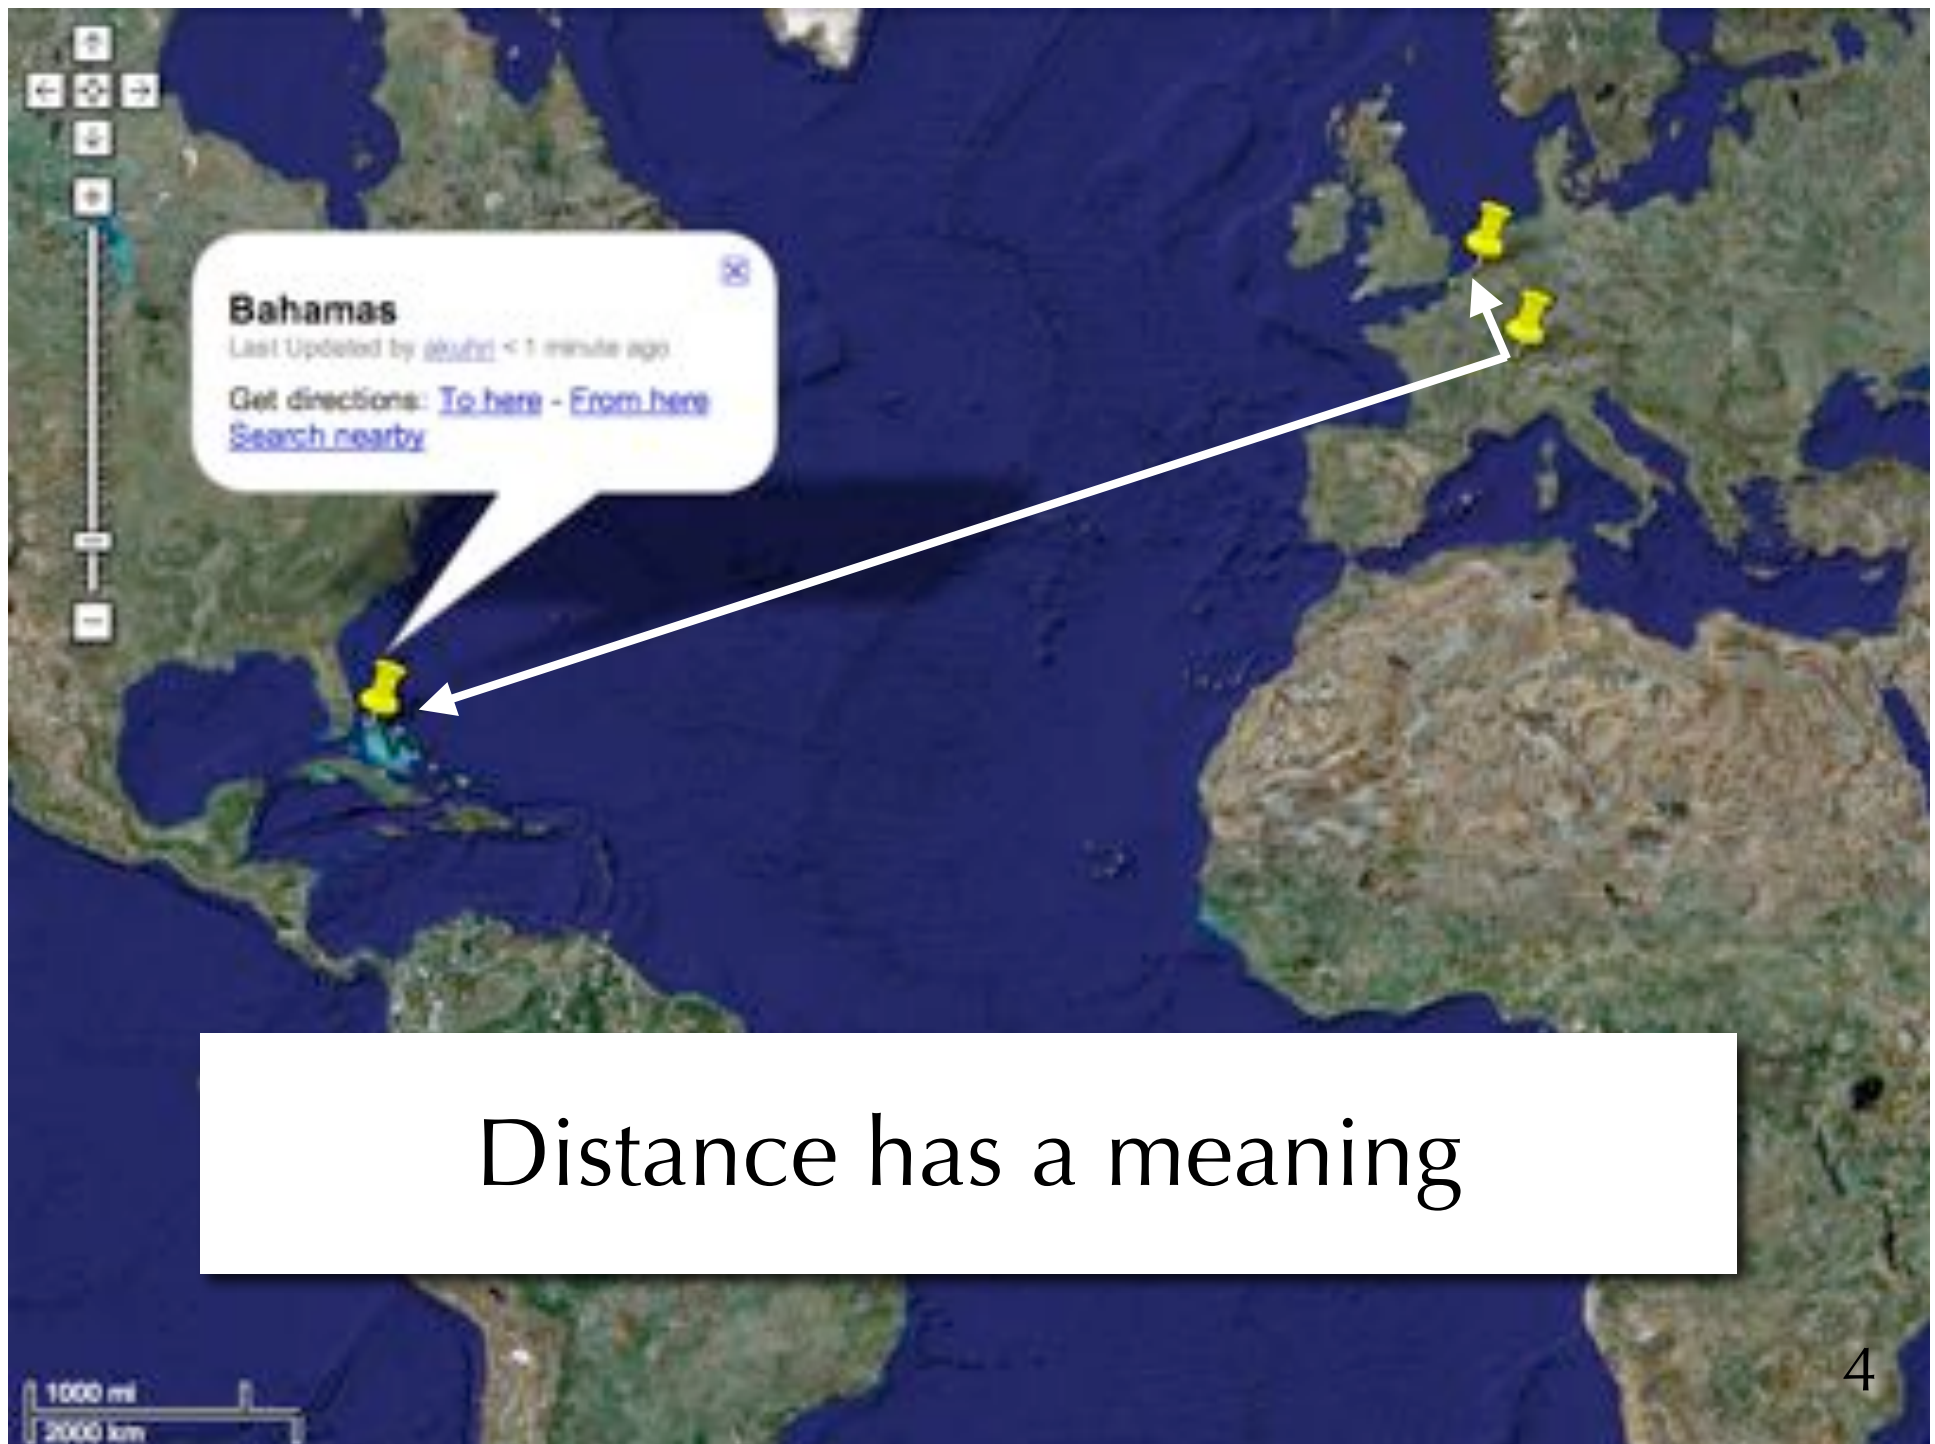 Bahamas
Last Updated by akuhn < 1 minute ago
Get directions: To here - From here
Search nearby
Distance has a meaning
4
1000 mi
2000 km